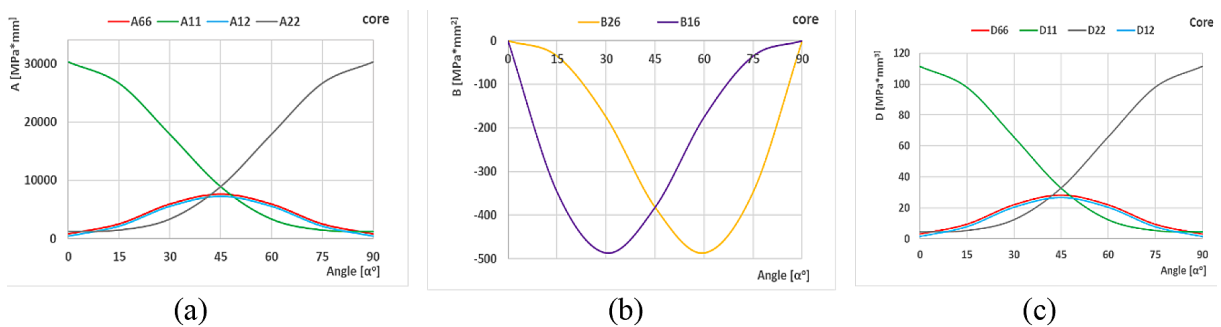 core
A66 A11 A12 A22
A [MPa*mm]
30000
20000
10000
0
0 15 30 45 60 75 90
Angle [αº]
(a)
B26 B16 core
B [MPa*mm²]
0
-100
-200
-300
-400
-500
0 15 30 45 60 75 90
Angle [αº]
(b)
Core
D66 D11 D22 D12
D [MPa*mm³]
120
100
80
60
40
20
0
0 15 30 45 60 75 90
Angle [αº]
(c)